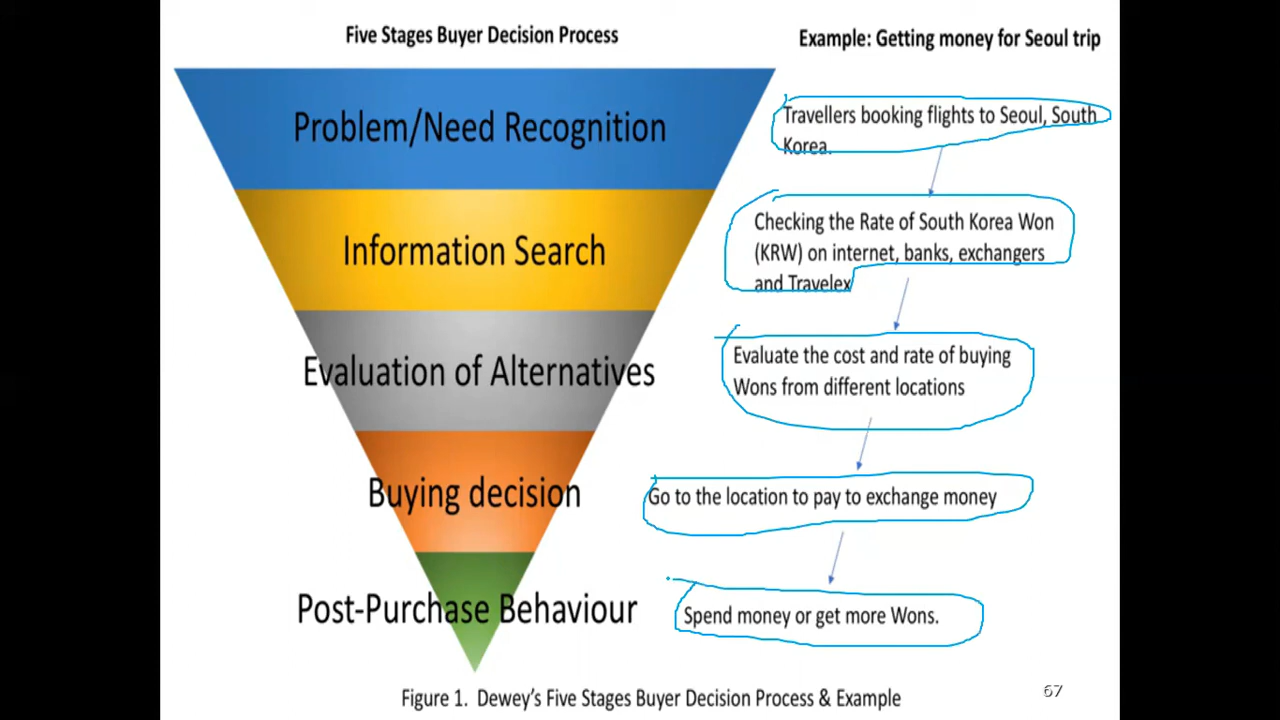 Five Stages Buyer Decision Process
Example: Getting money for Seoul trip
Problem/Need Recognition
Travellers booking flights to Seoul, South
Korea.
Information Search
Checking the Rate of South Korea Won
(KRW) on internet, banks, exchangers
and Travelex
Evaluation of Alternatives
Evaluate the cost and rate of buying
Wons from different locations
Buying decision
Go to the location to pay to exchange money
Post-Purchase Behaviour
Spend money or get more Wons.
Figure 1. Dewey's Five Stages Buyer Decision Process & Example
67